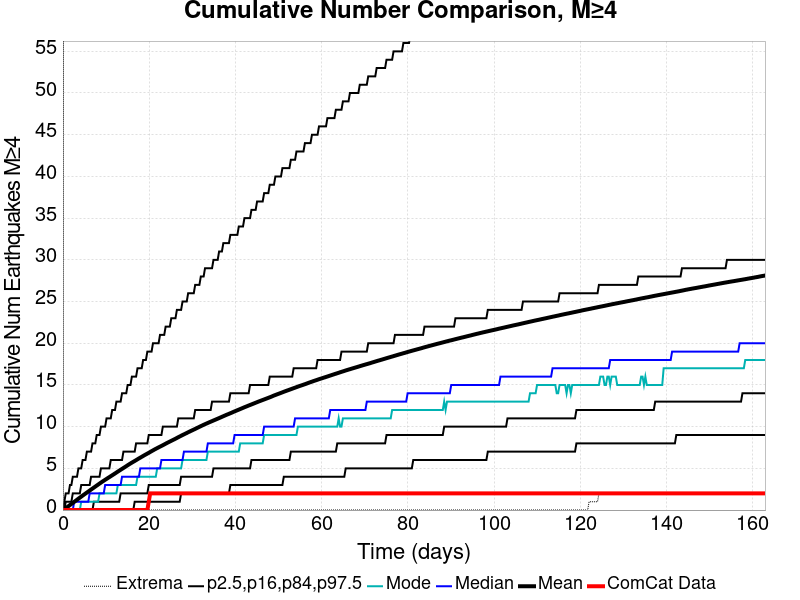 Cumulative Number Comparison, M≥4
Cumulative Num Earthquakes M≥4
55
50
45
40
35
30
25
20
15
10
5
0
0 20 40 60 80 100 120 140 160
Time (days)
Extrema p2.5,p16,p84,p97.5 Mode Median Mean ComCat Data